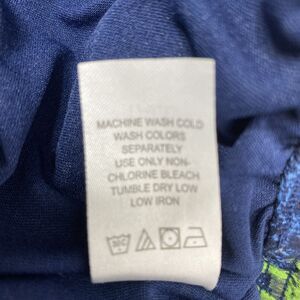 MACHINE WASH COLD
WASH COLORS
SEPARATELY
USE ONLY NON-
CHLORINE BLEACH
TUMBLE DRY LOW
LOW IRON